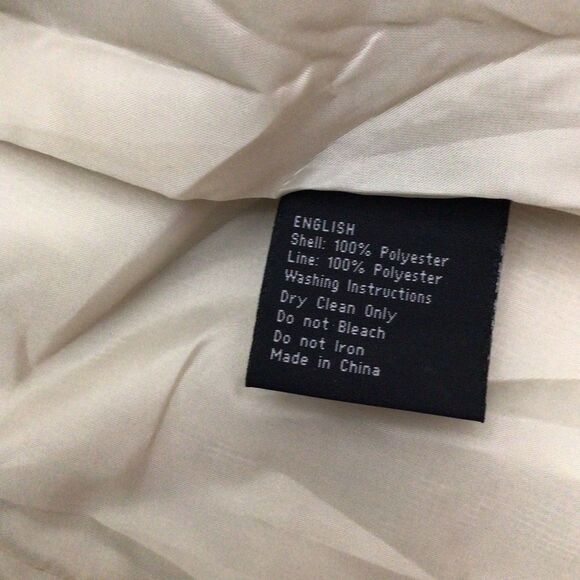 ENGLISH
Shell: 100% Polyester
Line: 100% Polyester
Washing Instructions
Dry Clean Only
Do not Bleach
Do not Iron
Made in China